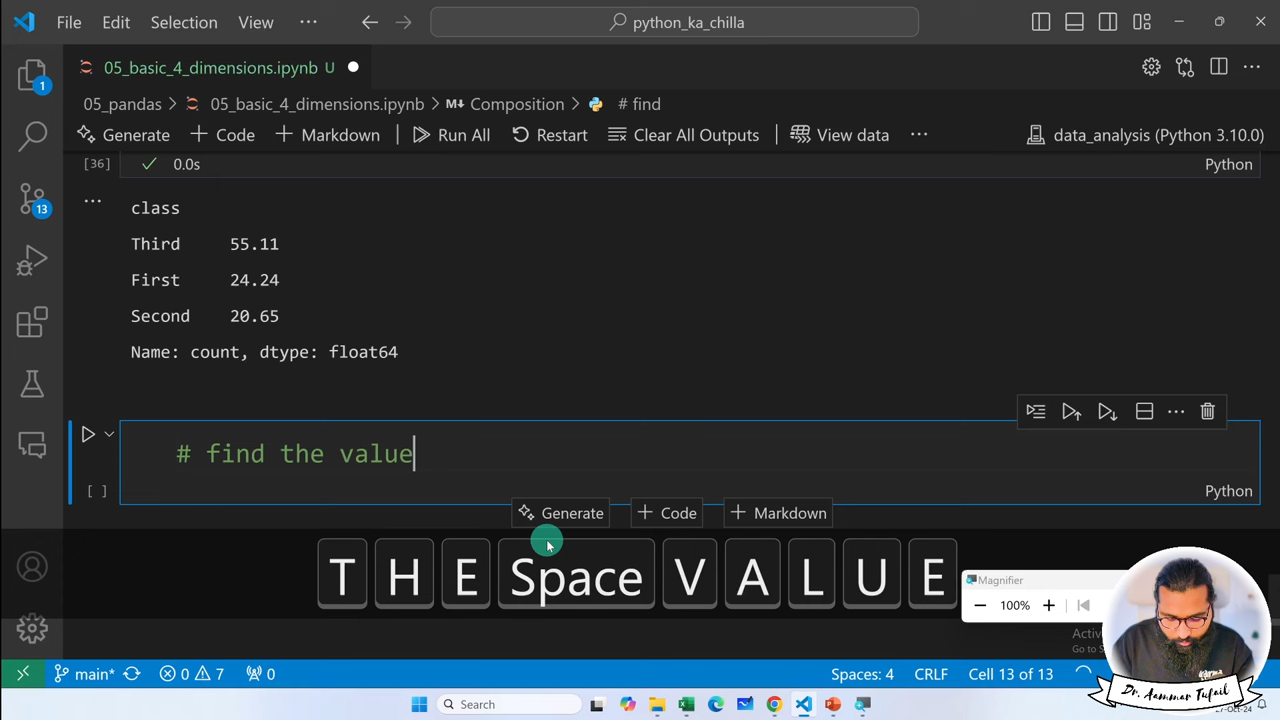 File Edit Selection View ··· python_ka_chilla
05_basic_4_dimensions.ipynb U
05_pandas > 05_basic_4_dimensions.ipynb > M↓ Composition > # find
Generate + Code + Markdown Run All Restart Clear All Outputs View data ··· data_analysis (Python 3.10.0)
[36] 0.0s Python
class
Third 55.11
First 24.24
Second 20.65
Name: count, dtype: float64
# find the value
[ ] Python
Generate + Code + Markdown
T H E Space V A L U E
Magnifier
100%
Dr. Aammar Tufail
main* 0 7 0 Spaces: 4 CRLF Cell 13 of 13
Search
1
13